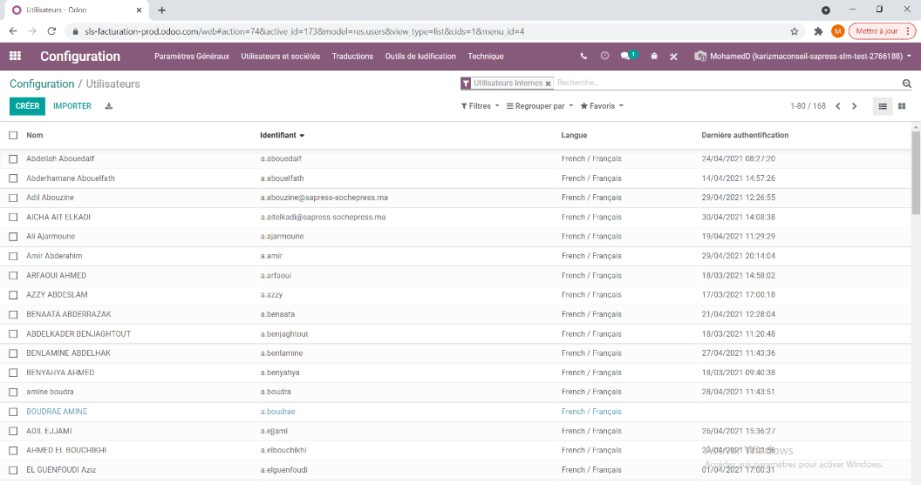 Utilisateurs - Odoo
sls-facturation-prod.odoo.com/web#action=74&active_id=173&model=res.users&view_type=list&cids=1&menu_id=4
M
Mettre à jour
Configuration Paramètres Généraux Utilisateurs et sociétés Traductions Outils de ludification Technique 1 MohamedD (karizmaconseil-sapress-slm-test-2766188)
Configuration / Utilisateurs
Utilisateurs internes Recherche...
CRÉER IMPORTER Filtres Regrouper par Favoris 1-80 / 168
Nom Identifiant Langue Dernière authentification
Abdellah Abouedaif a.abouedaif French / Français 24/04/2021 08:27:20
Abderhamane Abouelfath a.abouelfath French / Français 14/04/2021 14:57:26
Adil Abouzine a.abouzine@sapress-sochepress.ma French / Français 29/04/2021 12:26:55
AICHA AIT ELKADI a.aitelkadi@sapress-sochepress.ma French / Français 30/04/2021 14:08:38
Ali Ajarmoune a.ajarmoune French / Français 19/04/2021 11:29:29
Amir Abderahim a.amir French / Français 29/04/2021 20:14:04
ARFAOUI AHMED a.arfaoui French / Français 18/03/2021 14:58:02
AZZY ABDESLAM a.azzy French / Français 17/03/2021 17:00:18
BENAATA ABDERRAZAK a.benaata French / Français 21/04/2021 12:28:04
ABDELKADER BENJAGHTOUT a.benjaghtout French / Français 18/03/2021 11:20:48
BENLAMINE ABDELHAK a.benlamine French / Français 27/04/2021 11:43:36
BENYAHYA AHMED a.benyahya French / Français 18/03/2021 09:40:38
amine boudra a.boudra French / Français 28/04/2021 11:43:51
BOUDRAE AMINE a.boudrae French / Français
ADIL EJJAMI a.ejjami French / Français 26/04/2021 15:36:27
AHMED EL BOUCHIKHI a.elbouchikhi French / Français
Activer Windows
EL GUENFOUDI Aziz a.elguenfoudi French / Français 01/04/2021 17:00:31
Accédez aux paramètres pour activer Windows.